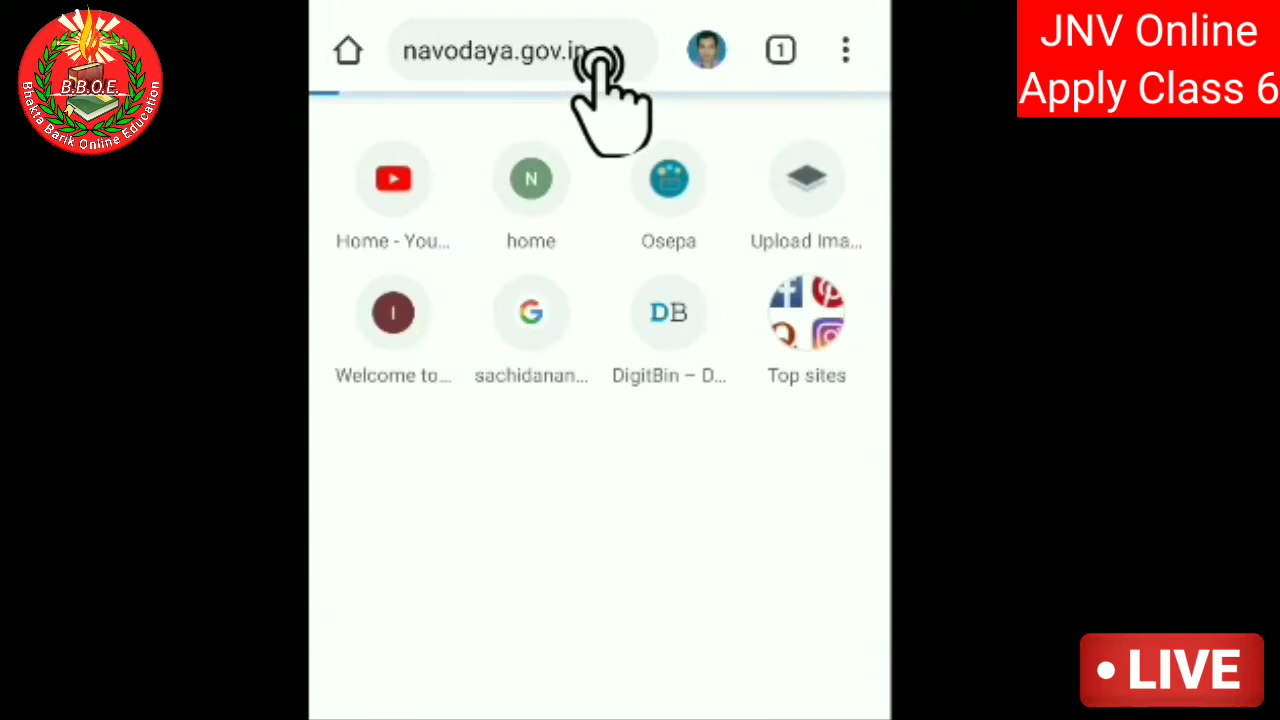 Bhakta Barik Online Education
B.B.O.E.
navodaya.gov.in
1
JNV Online
Apply Class 6
N
Home - You...
home
Osepa
Upload Ima...
I
G
DB
Welcome to...
sachidanan...
DigitBin – D...
Top sites
• LIVE